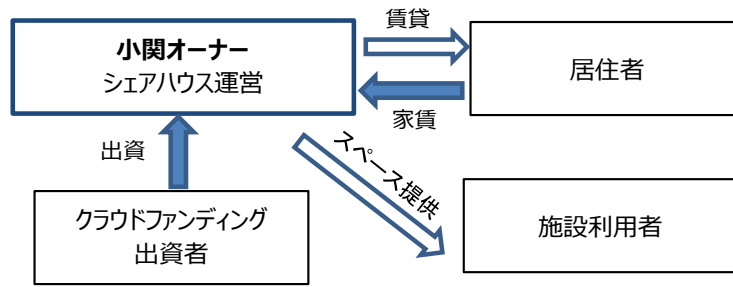 賃貸
小関オーナー
シェアハウス運営
居住者
家賃
出資
スペース提供
クラウドファンディング
出資者
施設利用者